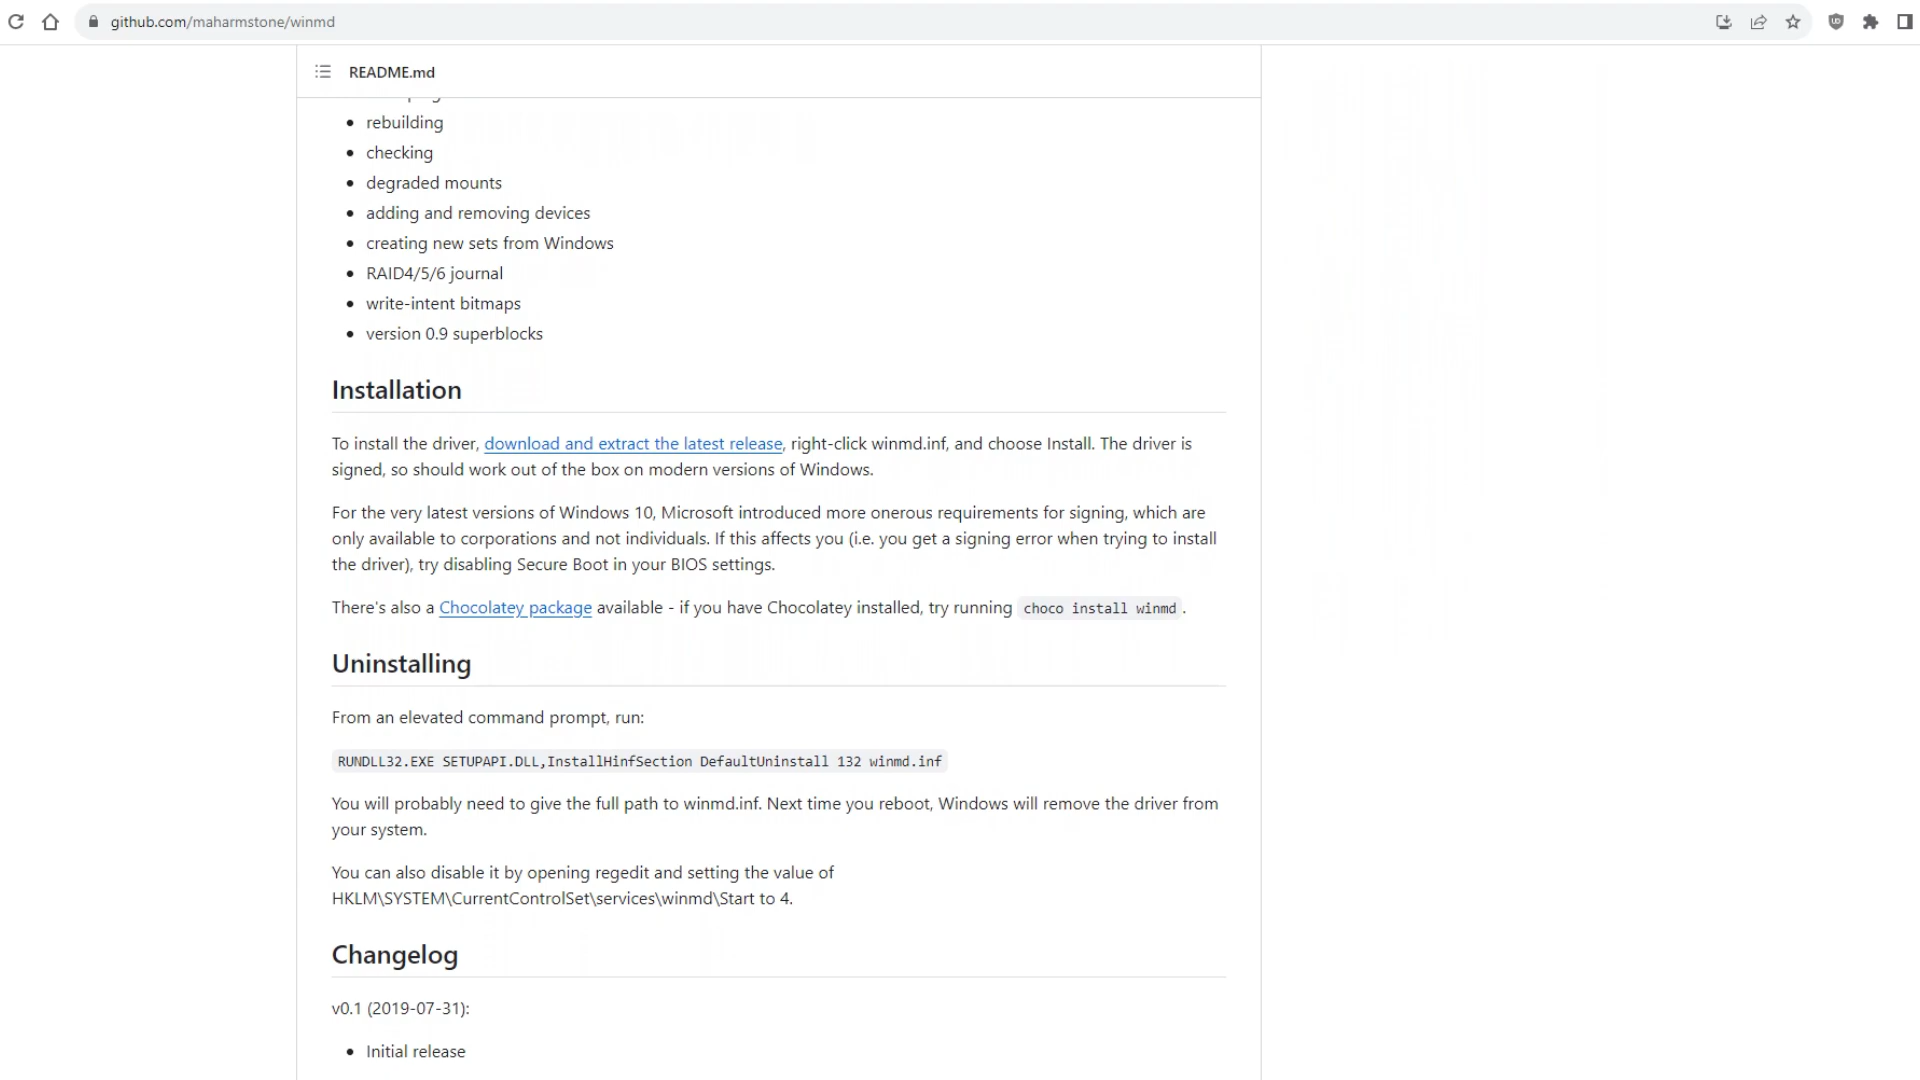 github.com/maharmstone/winmd
README.md
rebuilding
checking
degraded mounts
adding and removing devices
creating new sets from Windows
RAID4/5/6 journal
write-intent bitmaps
version 0.9 superblocks
Installation
To install the driver, download and extract the latest release, right-click winmd.inf, and choose Install. The driver is
signed, so should work out of the box on modern versions of Windows.
For the very latest versions of Windows 10, Microsoft introduced more onerous requirements for signing, which are
only available to corporations and not individuals. If this affects you (i.e. you get a signing error when trying to install
the driver), try disabling Secure Boot in your BIOS settings.
There's also a Chocolatey package available - if you have Chocolatey installed, try running choco install winmd.
Uninstalling
From an elevated command prompt, run:
RUNDLL32.EXE SETUPAPI.DLL,InstallHinfSection DefaultUninstall 132 winmd.inf
You will probably need to give the full path to winmd.inf. Next time you reboot, Windows will remove the driver from
your system.
You can also disable it by opening regedit and setting the value of
HKLM\SYSTEM\CurrentControlSet\services\winmd\Start to 4.
Changelog
v0.1 (2019-07-31):
Initial release